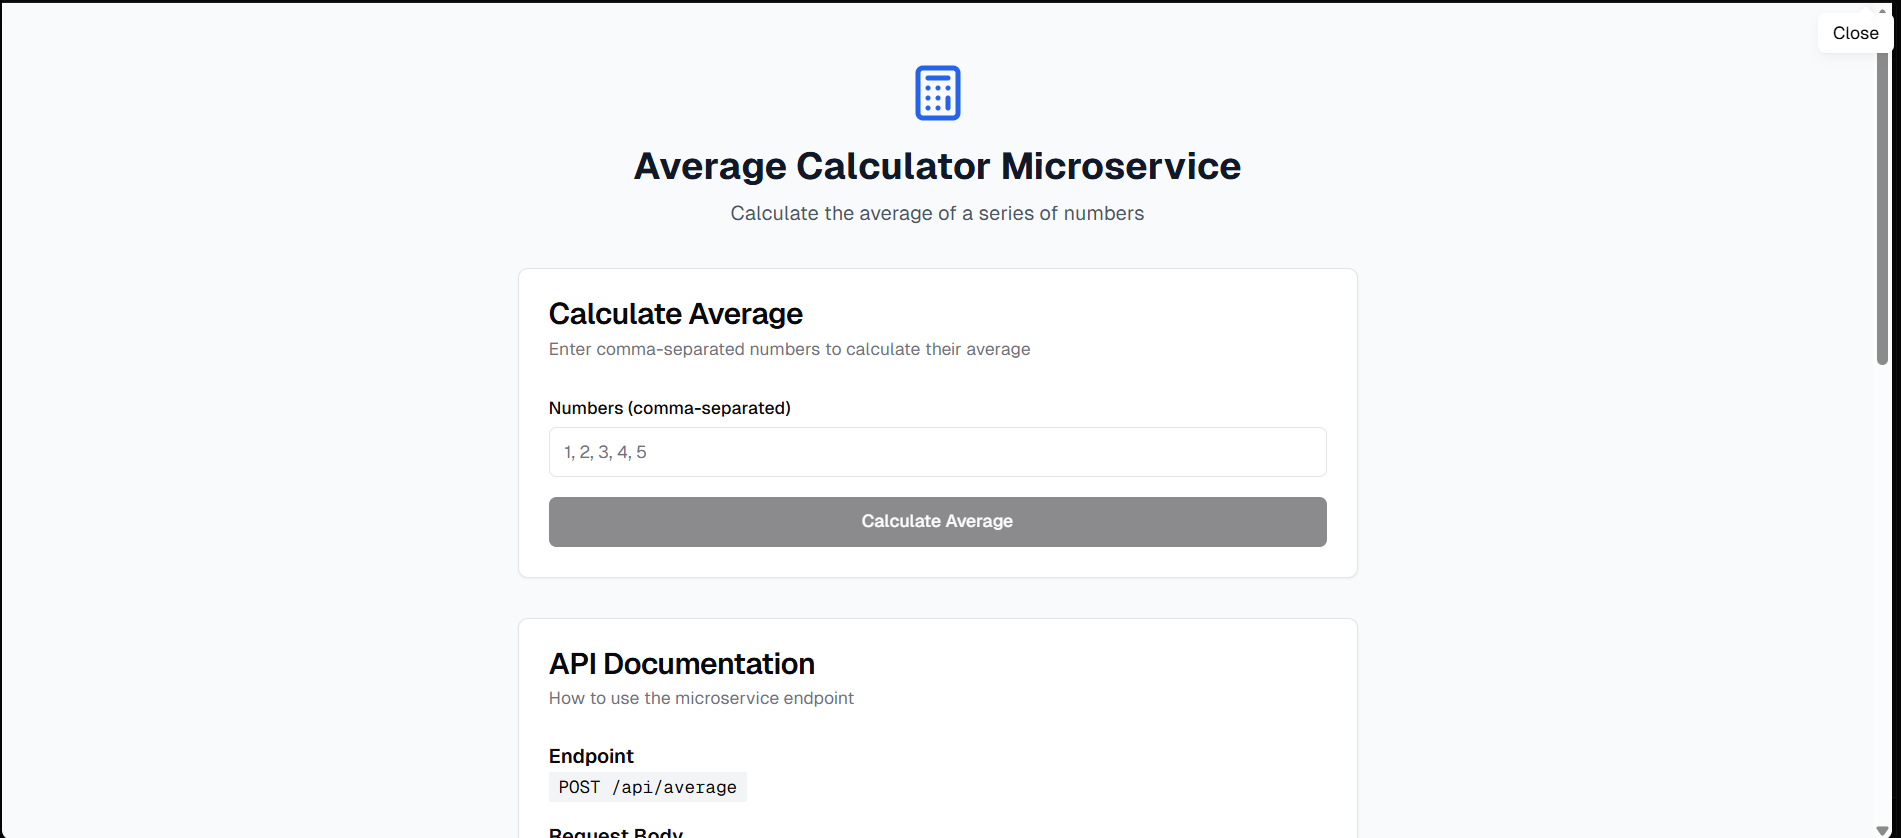 Close
Average Calculator Microservice
Calculate the average of a series of numbers
Calculate Average
Enter comma-separated numbers to calculate their average
Numbers (comma-separated)
1, 2, 3, 4, 5
Calculate Average
API Documentation
How to use the microservice endpoint
Endpoint
POST /api/average
Request Body